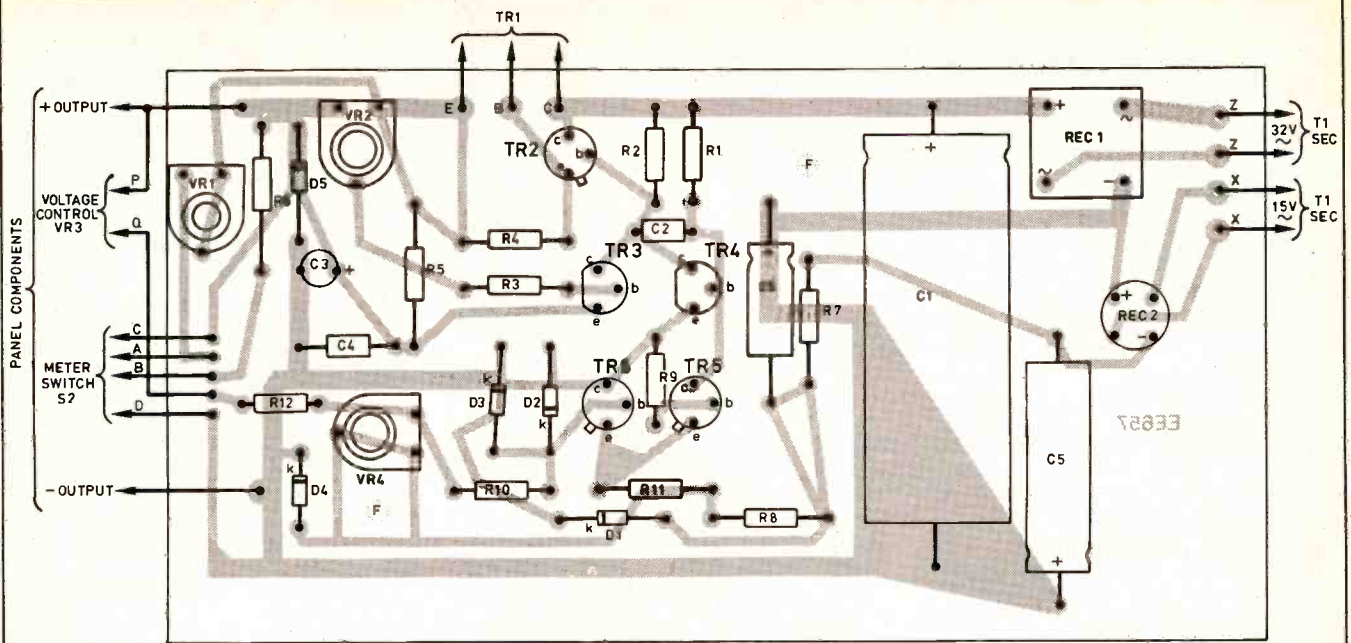 TR1
+ OUTPUT
E
B
C
VR2
+
~
REC 1
~
−
Z
32V
~
Z
T1
SEC
X
15V
~
X
T1
SEC
P
VOLTAGE
CONTROL
VR3
Q
VR1
D5
TR2
c
b
R2
R1
F
C2
C3
+
R5
R4
R3
TR3
c
b
e
TR4
c
b
e
R7
C1
+
REC 2
+
−
PANEL COMPONENTS
C
A
METER
SWITCH
S2
B
D
C4
R12
k
D3
D2
k
c
b
e
R9
TR5
b
e
EE657
C5
+
VR4
− OUTPUT
k
D4
F
R10
R11
R8
k
D1